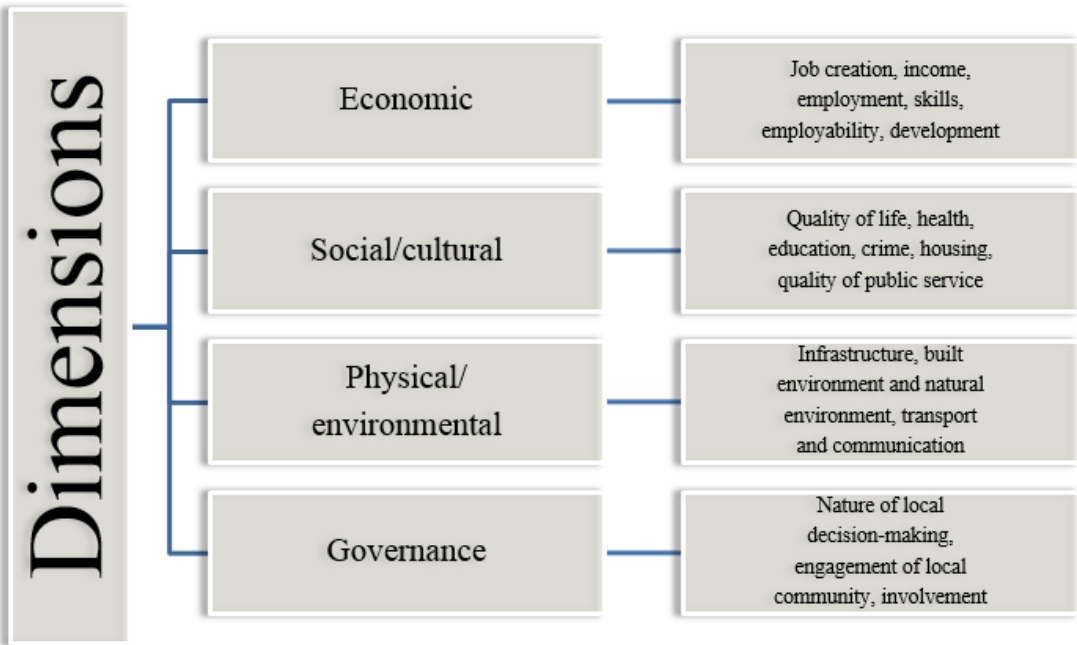 Dimensions
Economic
Job creation, income,
employment, skills,
employability, development
Social/cultural
Quality of life, health,
education, crime, housing,
quality of public service
Physical/
environmental
Infrastructure, built
environment and natural
environment, transport
and communication
Governance
Nature of local
decision-making,
engagement of local
community, involvement